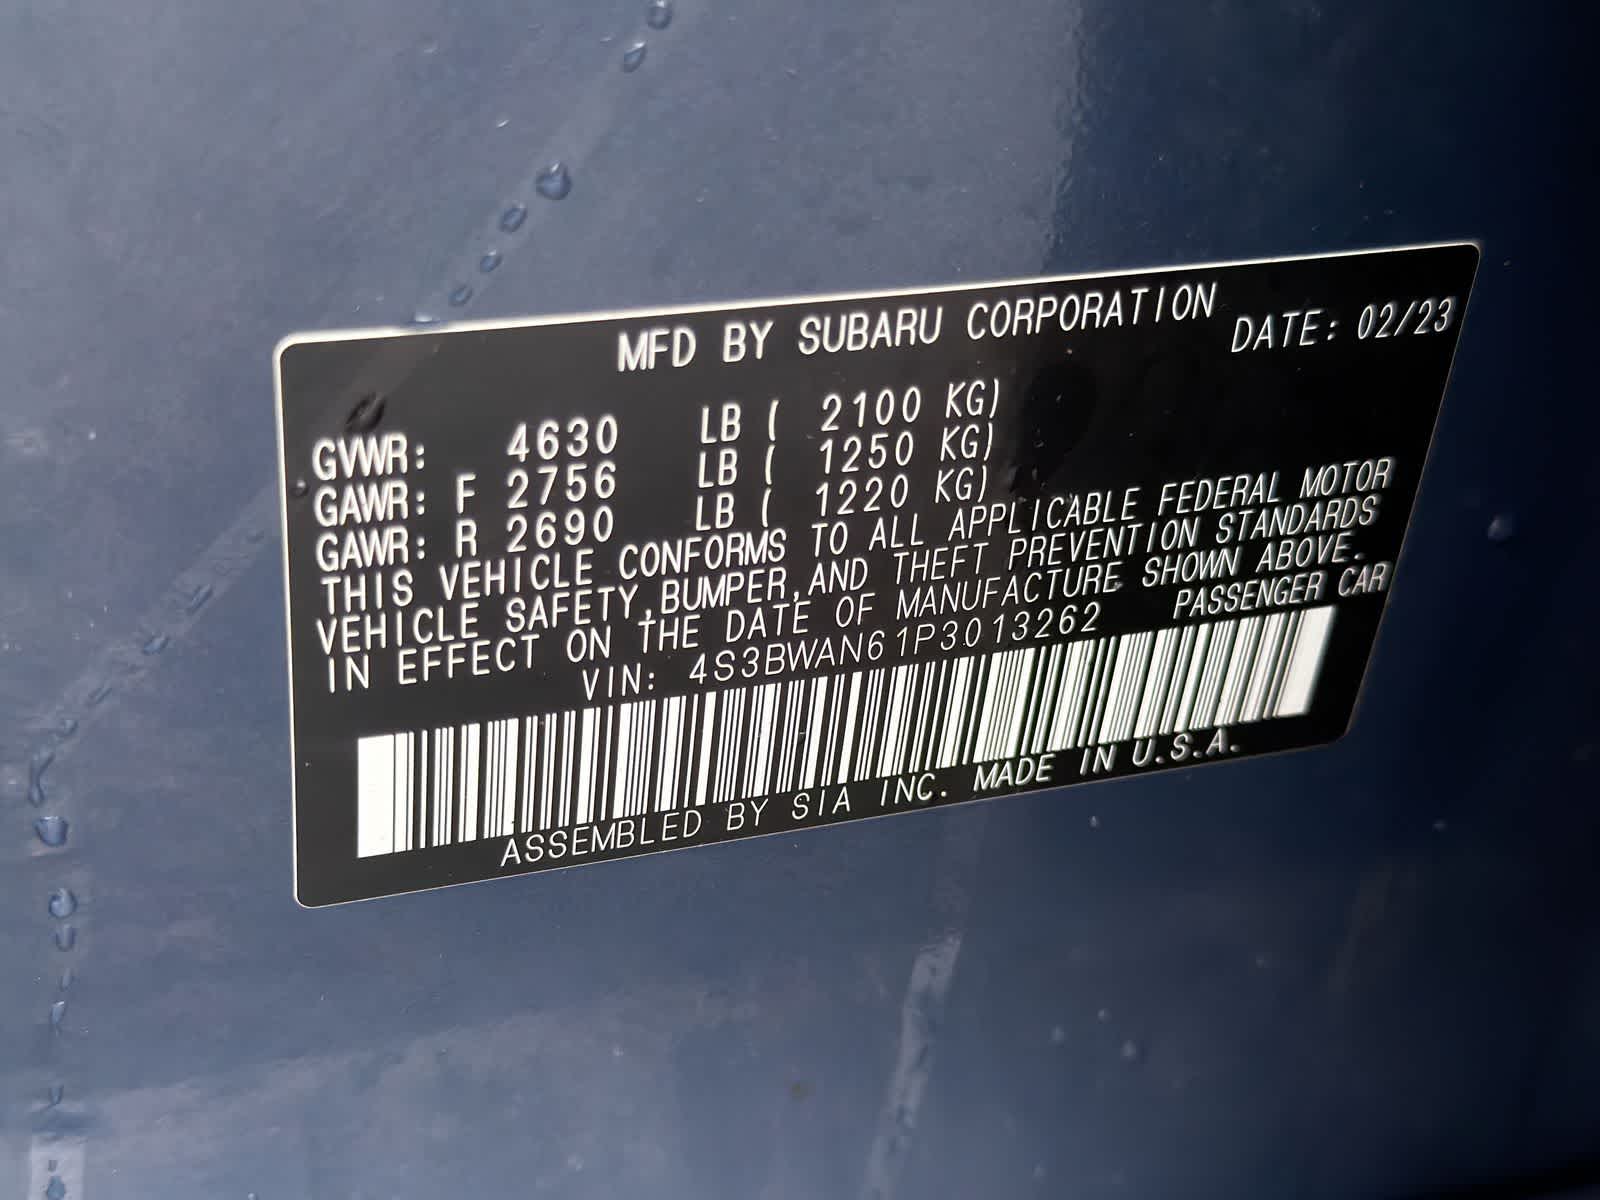 MFD BY SUBARU CORPORATION DATE: 02/23
GVWR: 4630 LB ( 2100 KG)
GAWR: F 2756 LB ( 1250 KG)
GAWR: R 2690 LB ( 1220 KG)
THIS VEHICLE CONFORMS TO ALL APPLICABLE FEDERAL MOTOR
VEHICLE SAFETY,BUMPER,AND THEFT PREVENTION STANDARDS
IN EFFECT ON THE DATE OF MANUFACTURE SHOWN ABOVE.
VIN: 4S3BWAN61P3013262 PASSENGER CAR
ASSEMBLED BY SIA INC. MADE IN U.S.A.